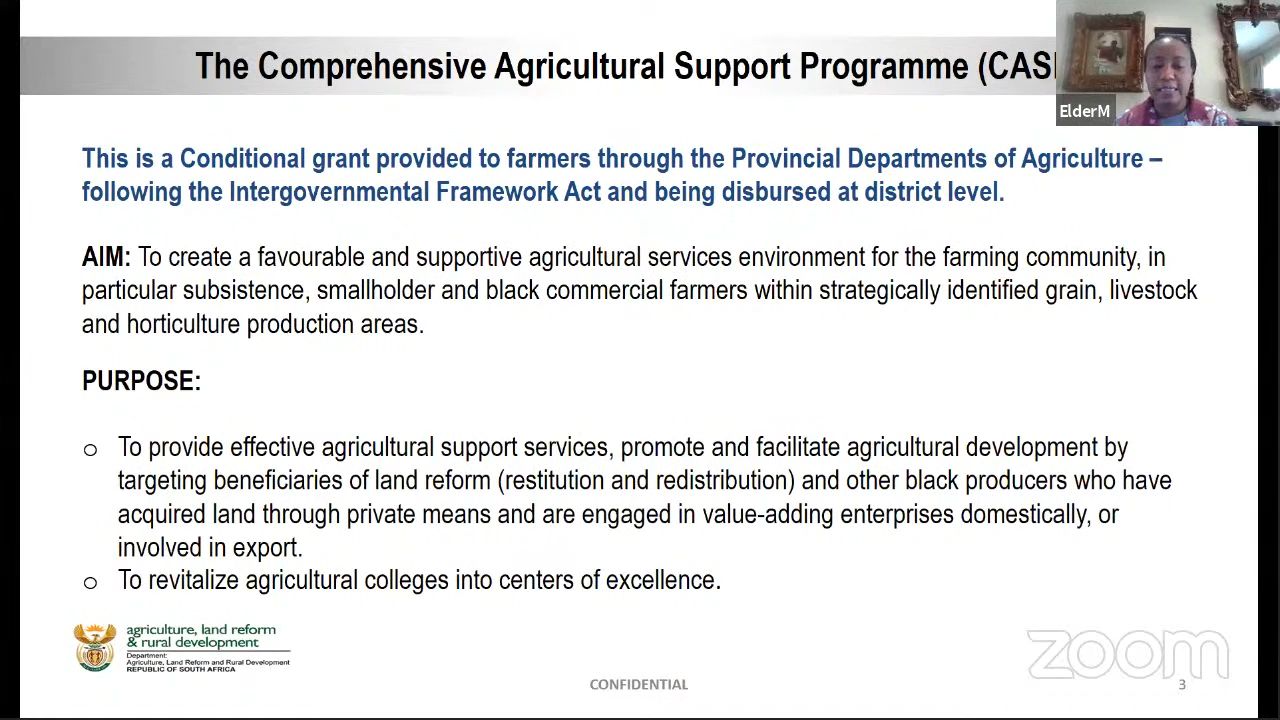 The Comprehensive Agricultural Support Programme (CASI
ElderM
This is a Conditional grant provided to farmers through the Provincial Departments of Agriculture –
following the Intergovernmental Framework Act and being disbursed at district level.
AIM: To create a favourable and supportive agricultural services environment for the farming community, in
particular subsistence, smallholder and black commercial farmers within strategically identified grain, livestock
and horticulture production areas.
PURPOSE:
o To provide effective agricultural support services, promote and facilitate agricultural development by
targeting beneficiaries of land reform (restitution and redistribution) and other black producers who have
acquired land through private means and are engaged in value-adding enterprises domestically, or
involved in export.
o To revitalize agricultural colleges into centers of excellence.
agriculture, land reform
& rural development
Department:
Agriculture, Land Reform and Rural Development
REPUBLIC OF SOUTH AFRICA
zoom
CONFIDENTIAL
3